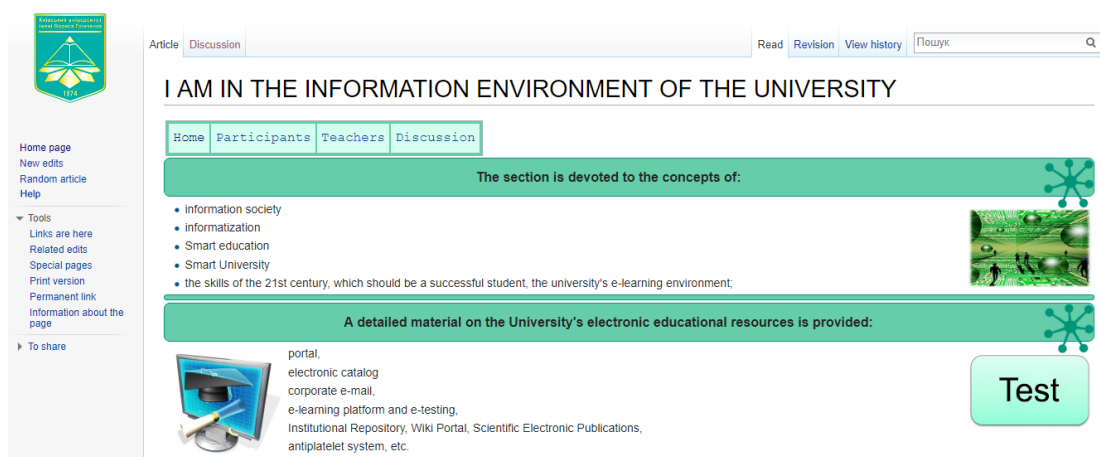 Київський університет
імені Бориса Грінченка
1874
Article Discussion Read Revision View history Пошук
I AM IN THE INFORMATION ENVIRONMENT OF THE UNIVERSITY
Home Participants Teachers Discussion
Home page
New edits
Random article
Help
Tools
Links are here
Related edits
Special pages
Print version
Permanent link
Information about the
page
To share
The section is devoted to the concepts of:
information society
informatization
Smart education
Smart University
the skills of the 21st century, which should be a successful student, the university's e-learning environment;
A detailed material on the University's electronic educational resources is provided:
portal,
electronic catalog
corporate e-mail,
e-learning platform and e-testing,
Institutional Repository, Wiki Portal, Scientific Electronic Publications,
antiplatelet system, etc.
Test